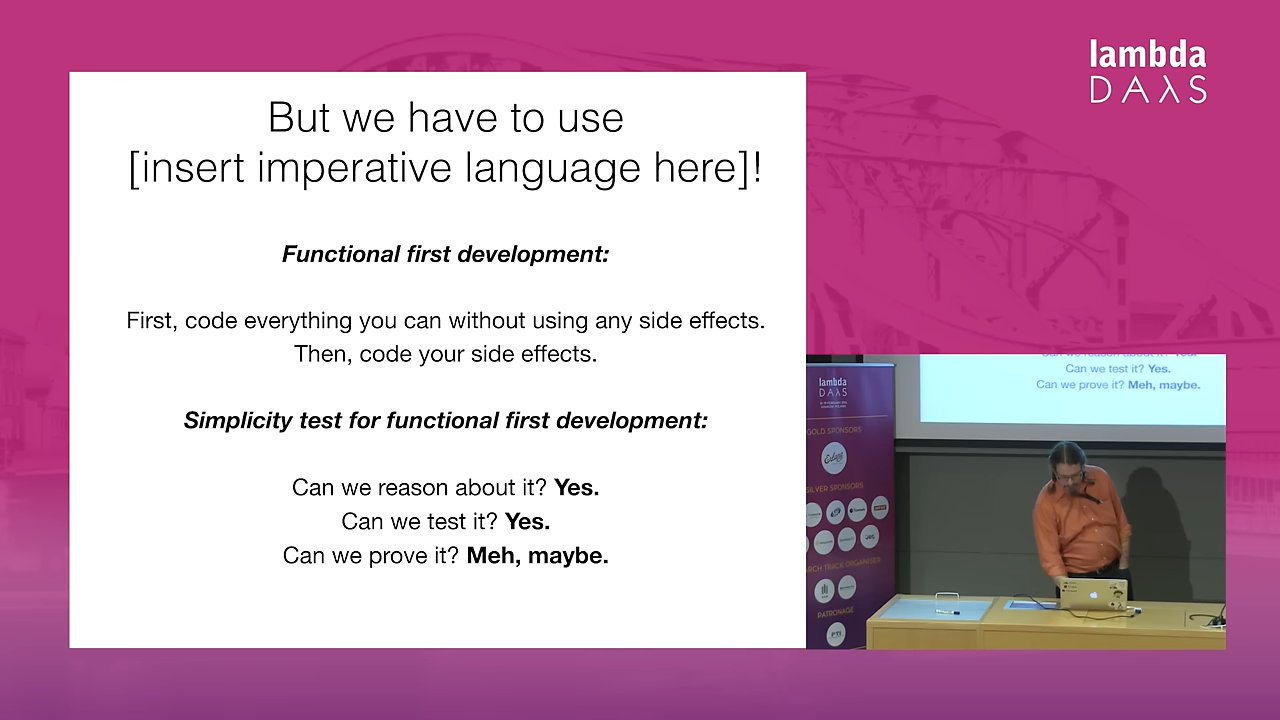 lambda
DAYS
But we have to use
[insert imperative language here]!
Functional first development:
First, code everything you can without using any side effects.
Then, code your side effects.
Simplicity test for functional first development:
Can we reason about it? Yes.
Can we test it? Yes.
Can we prove it? Meh, maybe.
Can we reason about it? Yes.
Can we test it? Yes.
Can we prove it? Meh, maybe.
lambda
DAYS
GOLD SPONSORS
SILVER SPONSORS
PATRONAGE
PTI